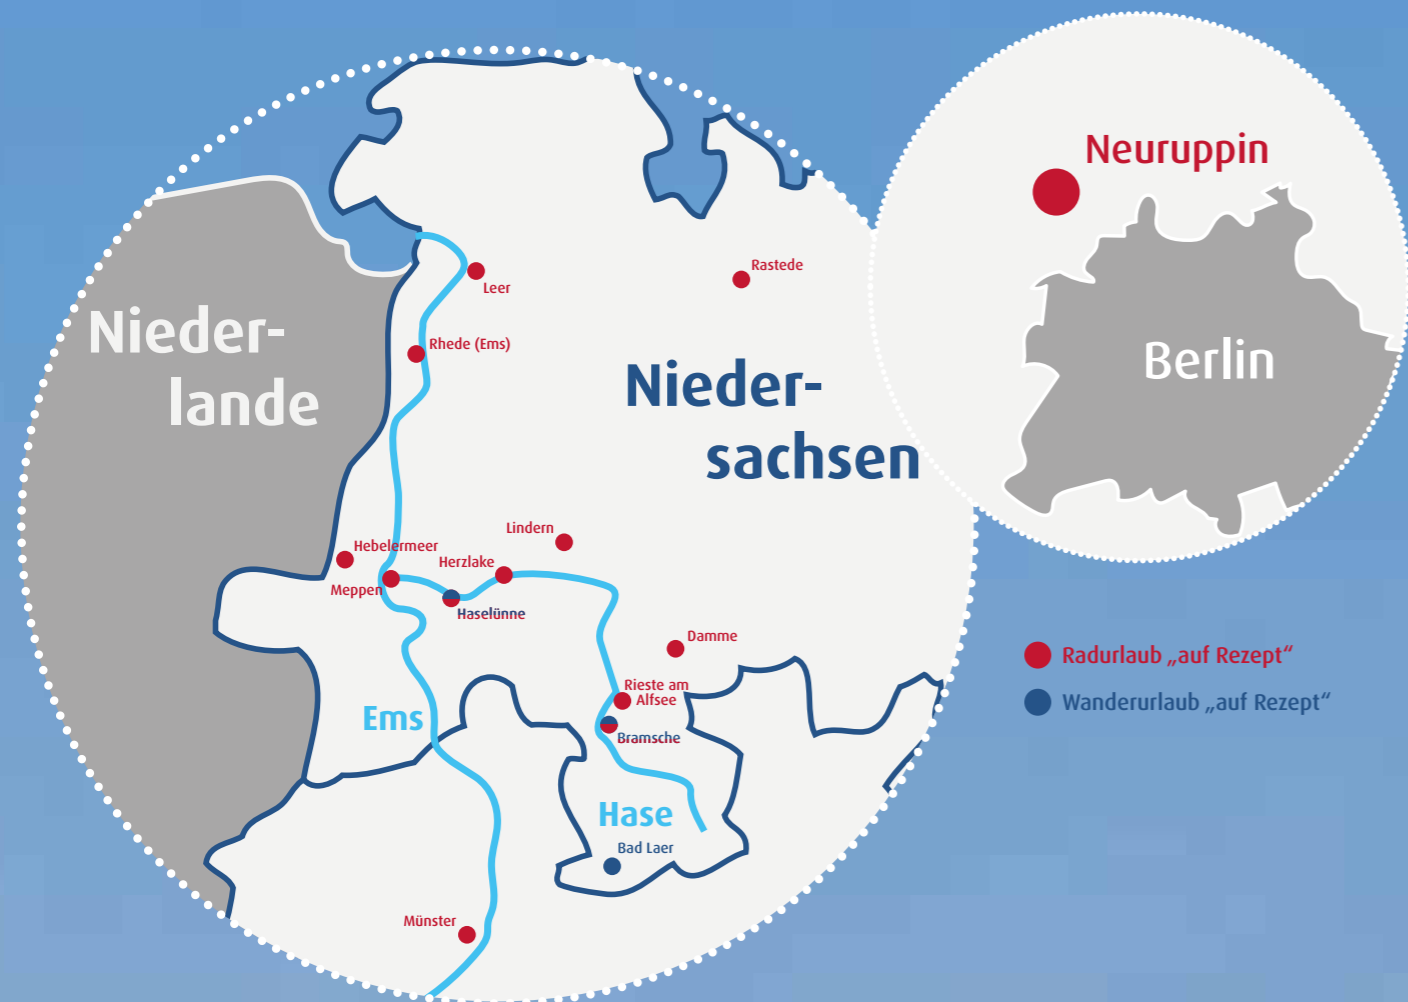 Neuruppin
Berlin
Nieder-
lande
Leer
Rastede
Rhede (Ems)
Nieder-
sachsen
Lindern
Hebelermeer
Herzlake
Meppen
Haselünne
Damme
Rieste am
Alfsee
Bramsche
Ems
Hase
Bad Laer
Münster
Radurlaub „auf Rezept“
Wanderurlaub „auf Rezept“